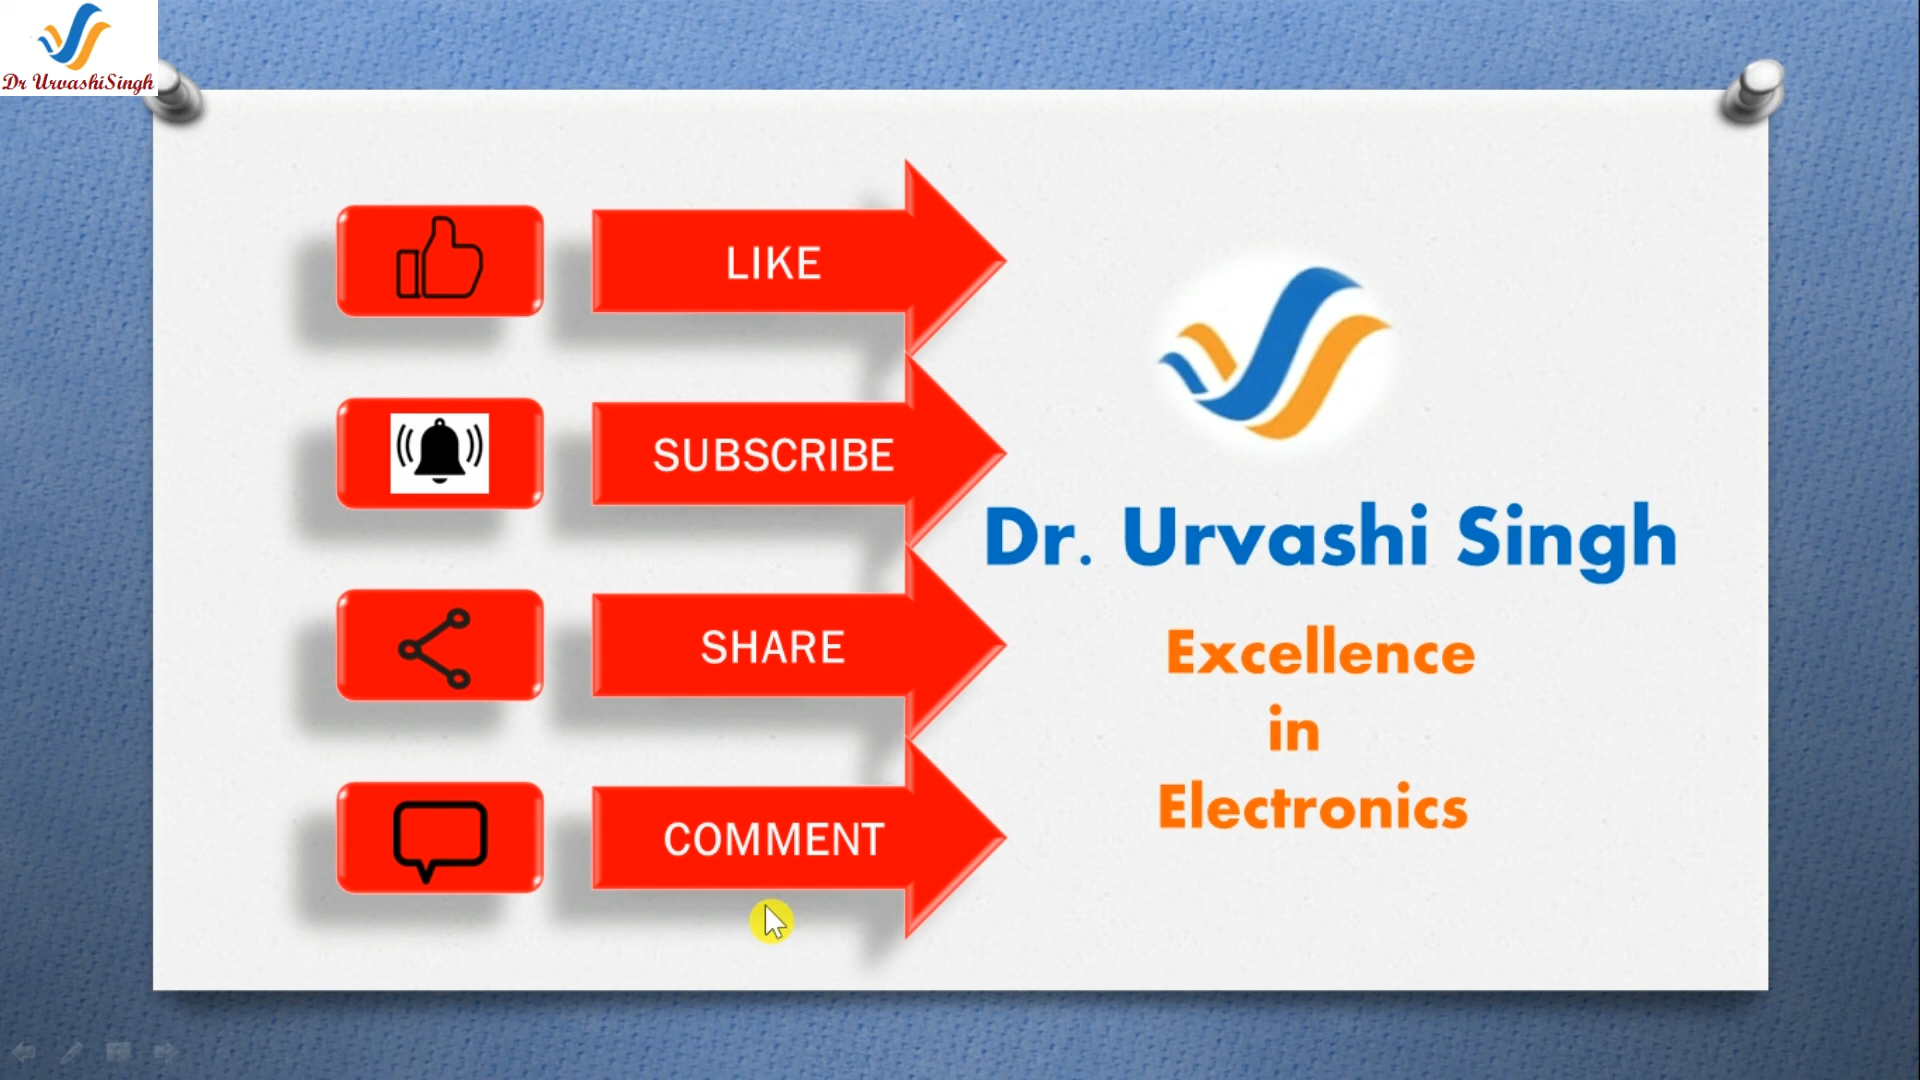 Dr UrvashiSingh
LIKE
SUBSCRIBE
SHARE
COMMENT
Dr. Urvashi Singh
Excellence
in
Electronics